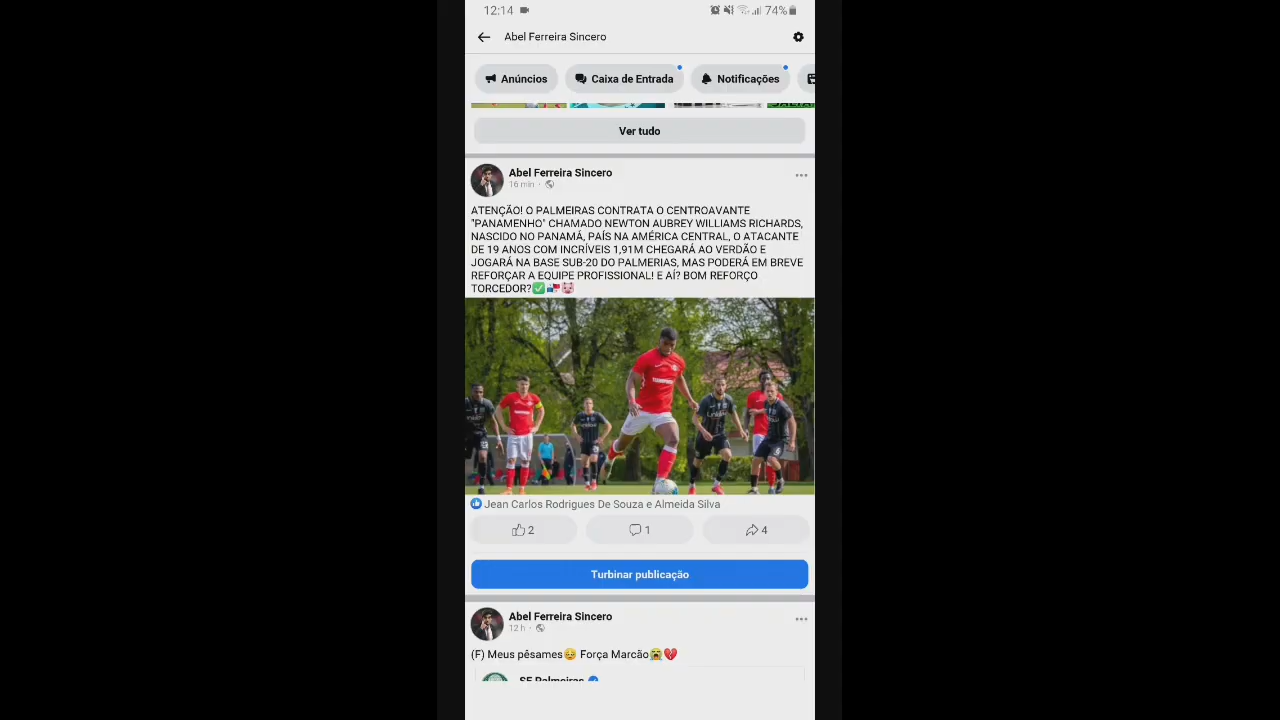 12:14
74%
Abel Ferreira Sincero
Anúncios
Caixa de Entrada
Notificações
Ver tudo
Abel Ferreira Sincero
16 min ·
ATENÇÃO! O PALMEIRAS CONTRATA O CENTROAVANTE
"PANAMENHO" CHAMADO NEWTON AUBREY WILLIAMS RICHARDS,
NASCIDO NO PANAMÁ, PAÍS NA AMÉRICA CENTRAL, O ATACANTE
DE 19 ANOS COM INCRÍVEIS 1,91M CHEGARÁ AO VERDÃO E
JOGARÁ NA BASE SUB-20 DO PALMERIAS, MAS PODERÁ EM BREVE
REFORÇAR A EQUIPE PROFISSIONAL! E AÍ? BOM REFORÇO
TORCEDOR?✅🇵🇦🐷
Jean Carlos Rodrigues De Souza e Almeida Silva
2
1
4
Turbinar publicação
Abel Ferreira Sincero
12 h ·
(F) Meus pêsames😔 Força Marcão😭💔
SE Palmeiras